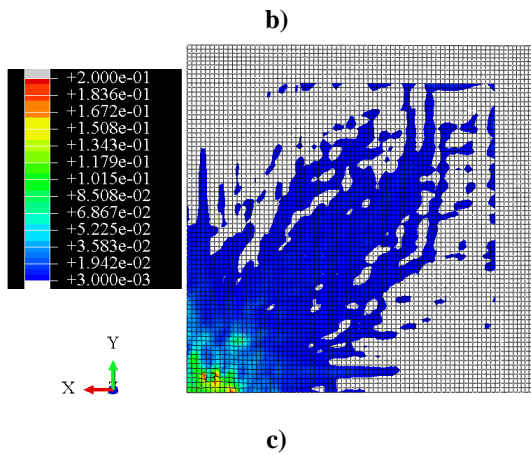 b)
+2.000e-01
+1.836e-01
+1.672e-01
+1.508e-01
+1.343e-01
+1.179e-01
+1.015e-01
+8.508e-02
+6.867e-02
+5.225e-02
+3.583e-02
+1.942e-02
+3.000e-03
Y
X
c)